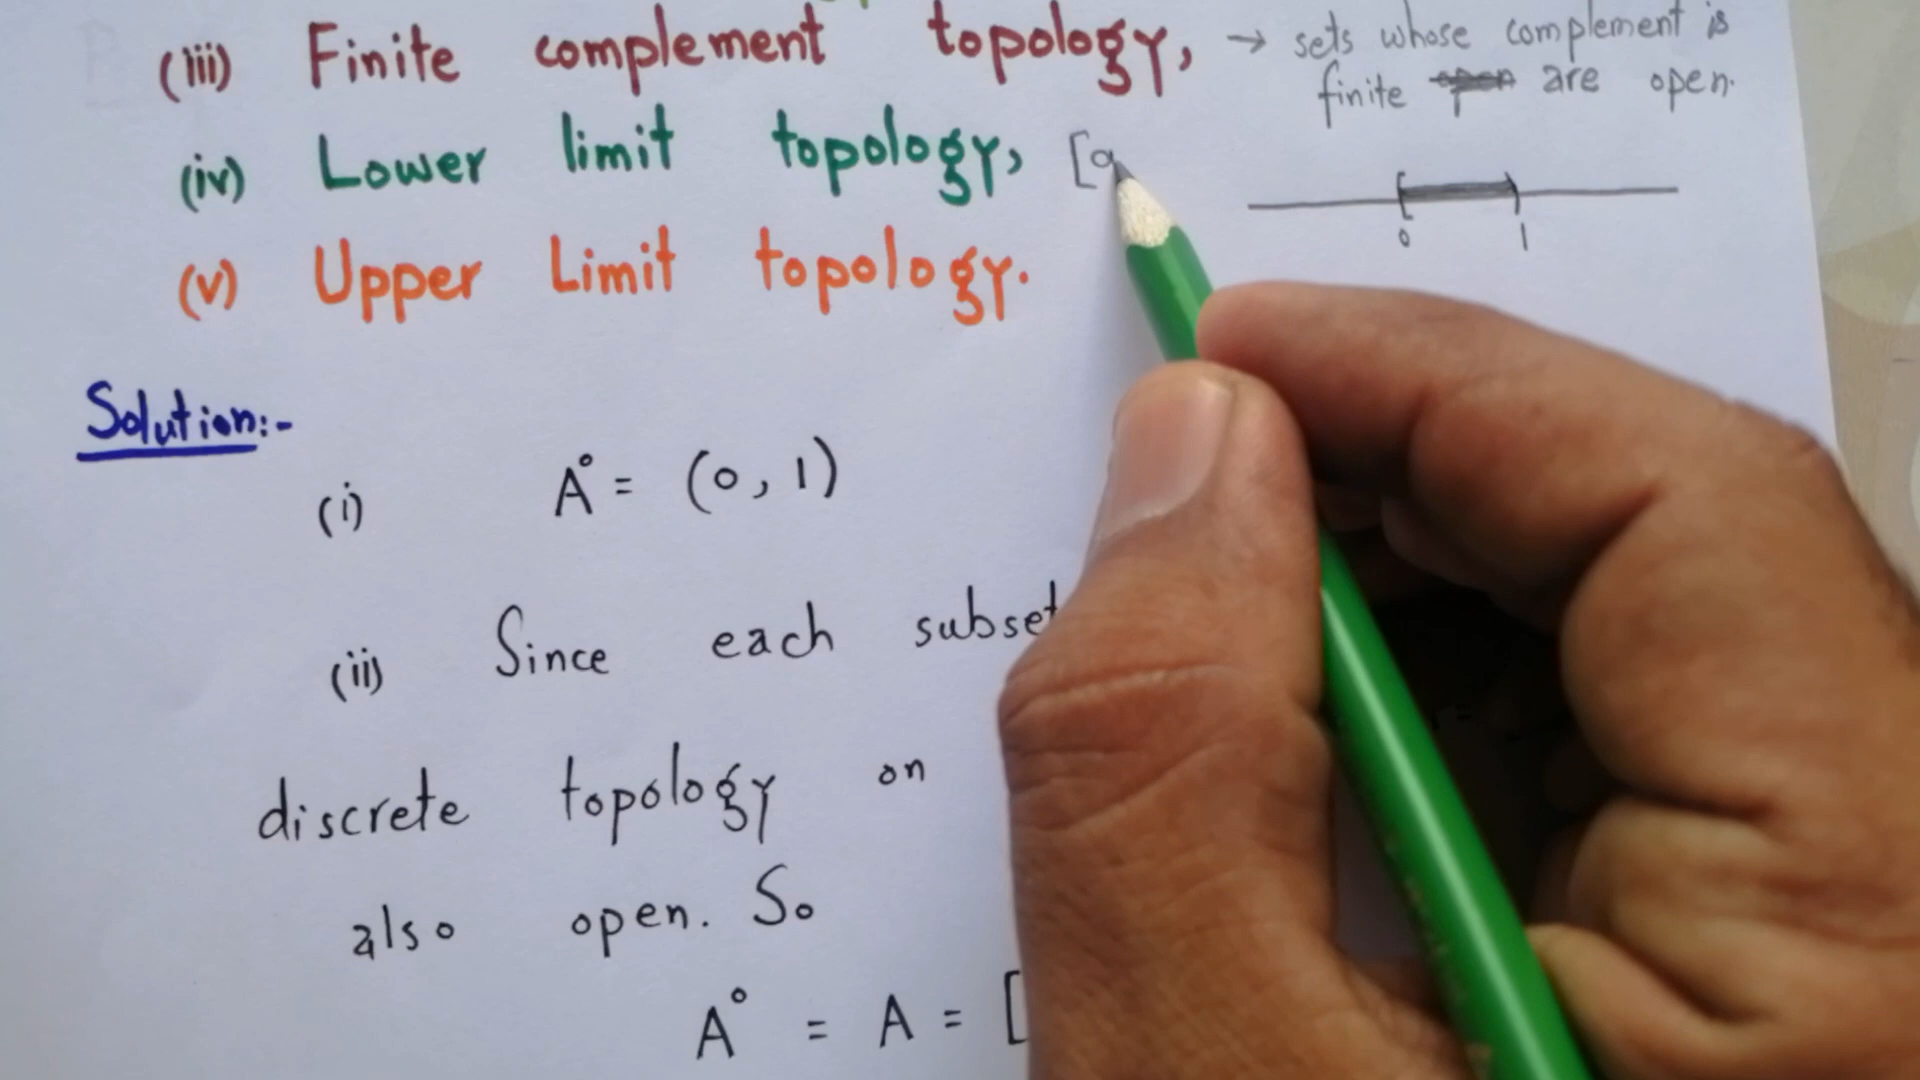 (iii) Finite complement topology, → sets whose complement is
finite are open.
(iv) Lower limit topology, [a
0 1
(v) Upper Limit topology.
Solution:-
(i) A° = (0, 1)
(ii) Since each subset
discrete topology on
also open. So
A° = A = [